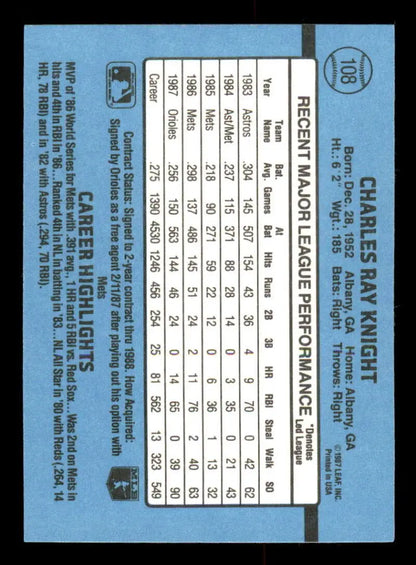 108
CHARLES RAY KNIGHT
Born: Dec. 28, 1952 Albany, GA Home: Albany, GA
Ht.: 6'2" Wgt.: 185 Bats: Right Throws: Right
©1987 LEAF, INC.
Printed in USA
RECENT MAJOR LEAGUE PERFORMANCE *Denotes Led League
Year Team Name Bat. Avg. Games At Bat Hits Runs 2B 3B HR RBI Steal Walk SO
1983 Astros .304 145 507 154 43 36 4 9 70 0 42 62
1984 Ast/Met .237 115 371 88 28 14 0 3 35 0 21 43
1985 Mets .218 90 271 59 22 12 0 6 36 1 13 32
1986 Mets .298 137 486 145 51 24 2 11 76 2 40 63
1987 Orioles .256 150 563 144 46 24 0 14 65 0 39 90
Career .275 1390 4530 1246 456 254 25 81 562 13 323 549
Contract Status: Signed to 2-year contract thru 1988. How Acquired:
Signed by Orioles as free agent 2/11/87 after playing out his option with
Mets
MLB
CAREER HIGHLIGHTS
MVP of '86 World Series for Mets with .391 avg., 1 HR and 5 RBI vs. Red Sox... Was 2nd on Mets in
hits and 4th in RBI in '86... Ranked 4th in NL in batting in '83... NL All Star in '80 with Reds (.264, 14
HR, 78 RBI) and in '82 with Astros (.294, 70 RBI).